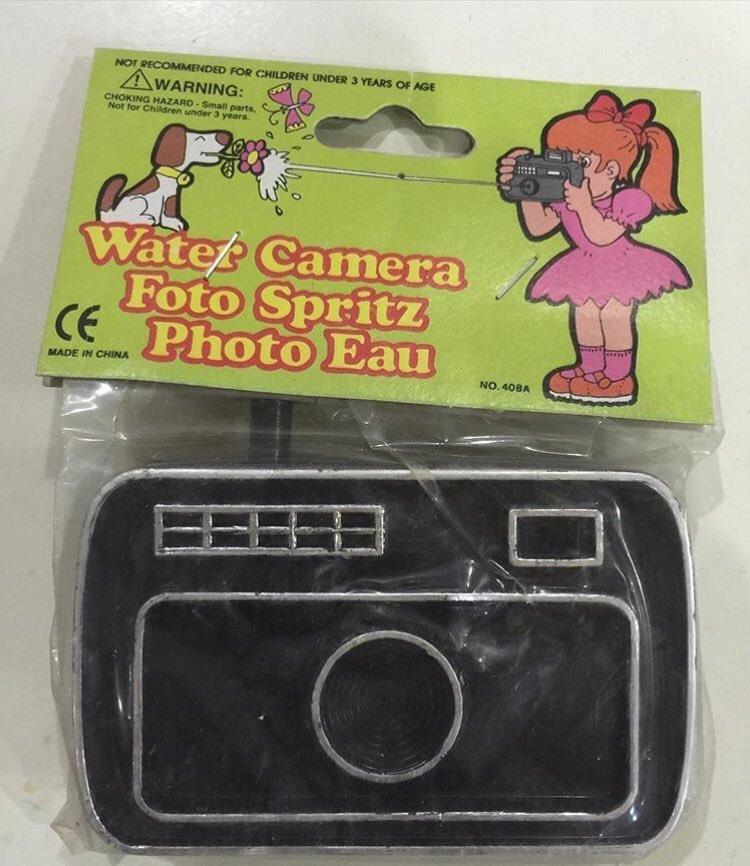 NOT RECOMMENDED FOR CHILDREN UNDER 3 YEARS OF AGE
WARNING:
CHOKING HAZARD - Small parts.
Not for Children under 3 years.
Water Camera
Foto Spritz
Photo Eau
CE
MADE IN CHINA
NO. 408A